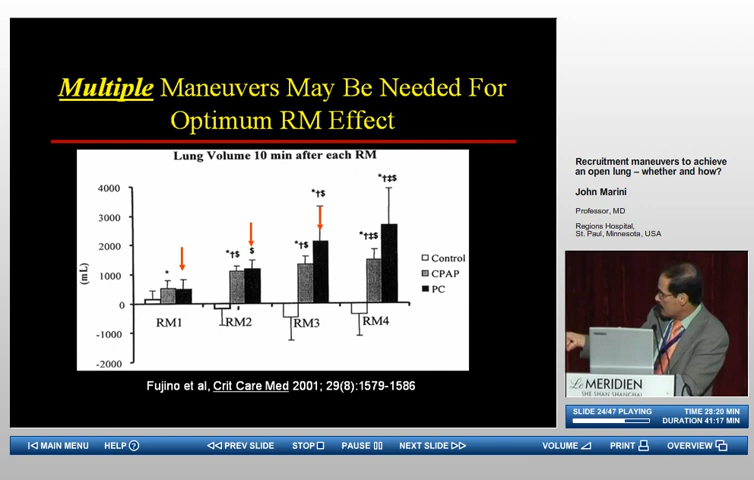 Multiple Maneuvers May Be Needed For
Optimum RM Effect
Lung Volume 10 min after each RM
(mL)
4000
3000
2000
1000
0
-1000
-2000
*
*†$
$
*†$
*†$
*†‡$
*†‡$
RM1
RM2
RM3
RM4
Control
CPAP
PC
Fujino et al, Crit Care Med 2001; 29(8):1579-1586
Recruitment maneuvers to achieve
an open lung – whether and how?
John Marini
Professor, MD
Regions Hospital,
St. Paul, Minnesota, USA
Le MERIDIEN
SHE SHAN SHANGHAI
SLIDE 24/47 PLAYING
TIME 28:20 MIN
DURATION 41:17 MIN
MAIN MENU
HELP ?
PREV SLIDE
STOP
PAUSE
NEXT SLIDE
VOLUME
PRINT
OVERVIEW